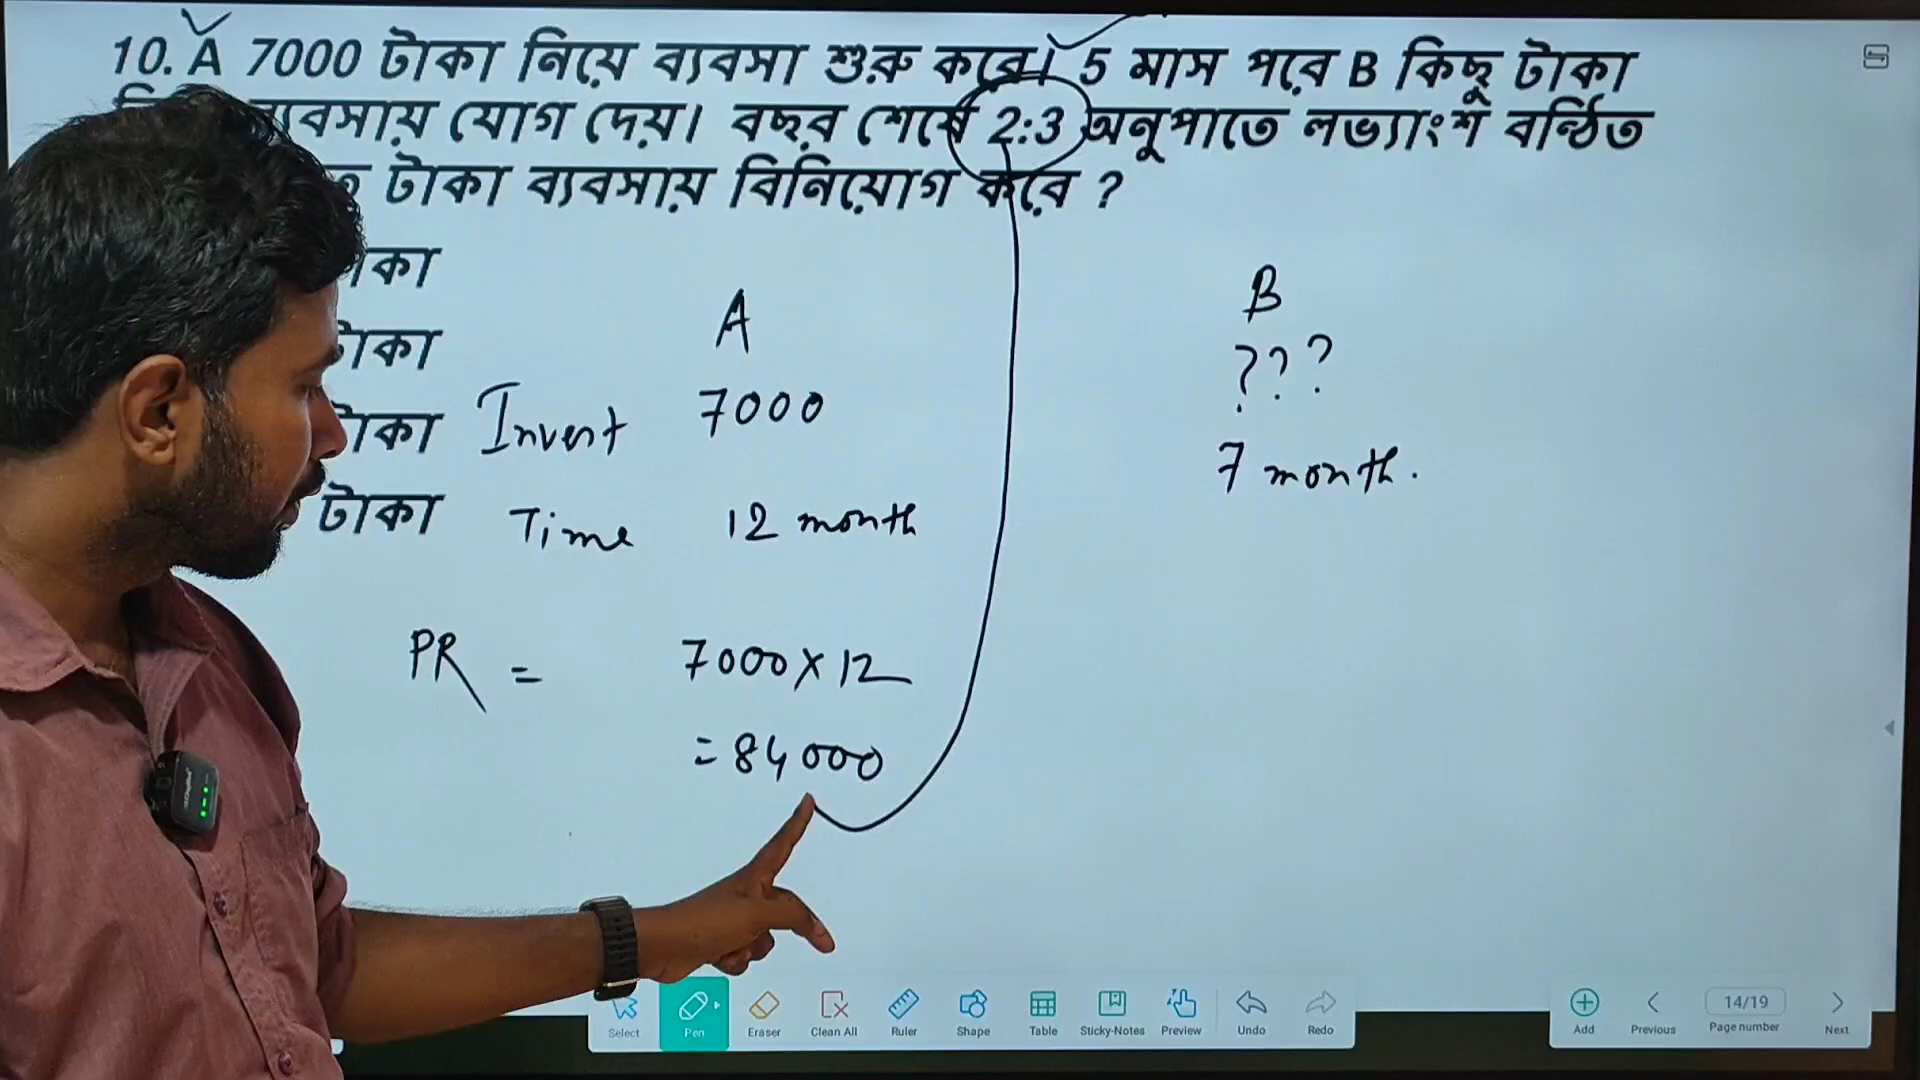 10. A 7000 টাকা নিয়ে ব্যবসা শুরু করে। 5 মাস পরে B কিছু টাকা
ব্যবসায় যোগ দেয়। বছর শেষে 2:3 অনুপাতে লভ্যাংশ বন্ঠিত
টাকা ব্যবসায় বিনিয়োগ করে ?
টাকা
টাকা
টাকা
টাকা
A B
???
Invest 7000
7 month.
Time 12 month
PR = 7000 x 12
= 84000
Select Pen Eraser Clean All Ruler Shape Table Sticky-Notes Preview Undo Redo
Add Previous 14/19 Page number Next